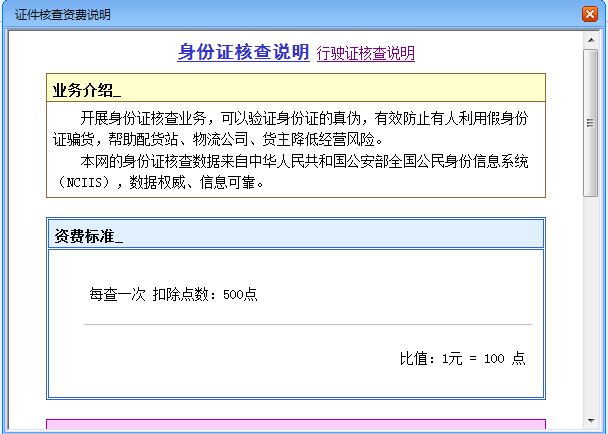 证件核查资费说明
身份证核查说明 行驶证核查说明
业务介绍_
开展身份证核查业务，可以验证身份证的真伪，有效防止有人利用假身份
证骗货，帮助配货站、物流公司、货主降低经营风险。
本网的身份证核查数据来自中华人民共和国公安部全国公民身份信息系统
（NCIIS），数据权威、信息可靠。
资费标准_
每查一次 扣除点数：500点
比值：1元 = 100 点